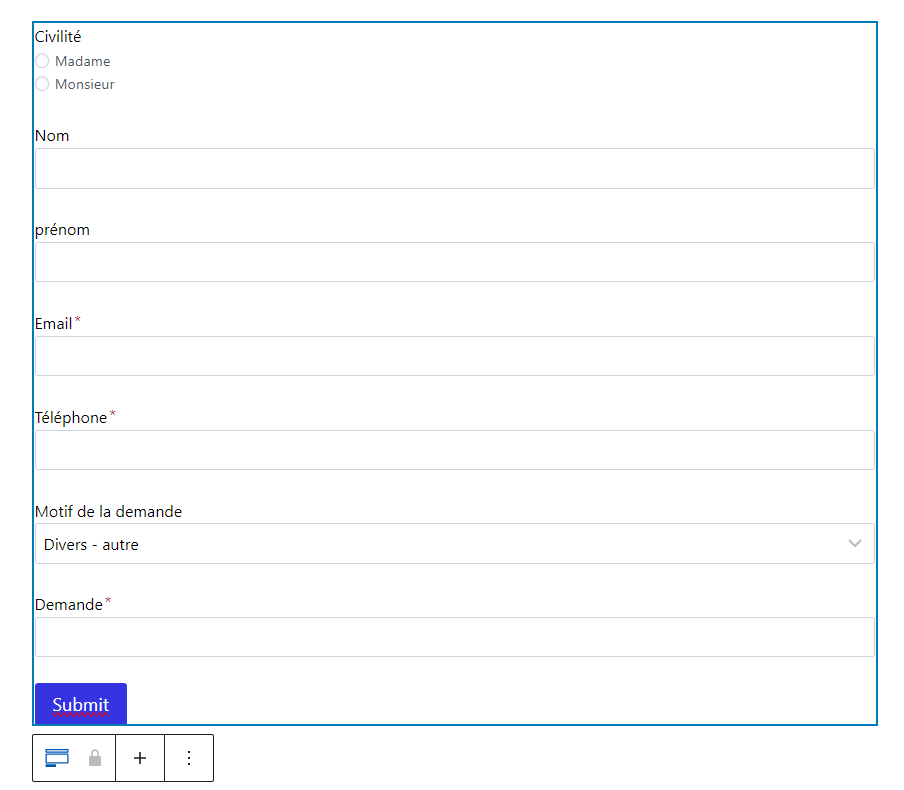 Civilité
Madame
Monsieur
Nom
prénom
Email*
Téléphone*
Motif de la demande
Divers - autre
Demande*
Submit